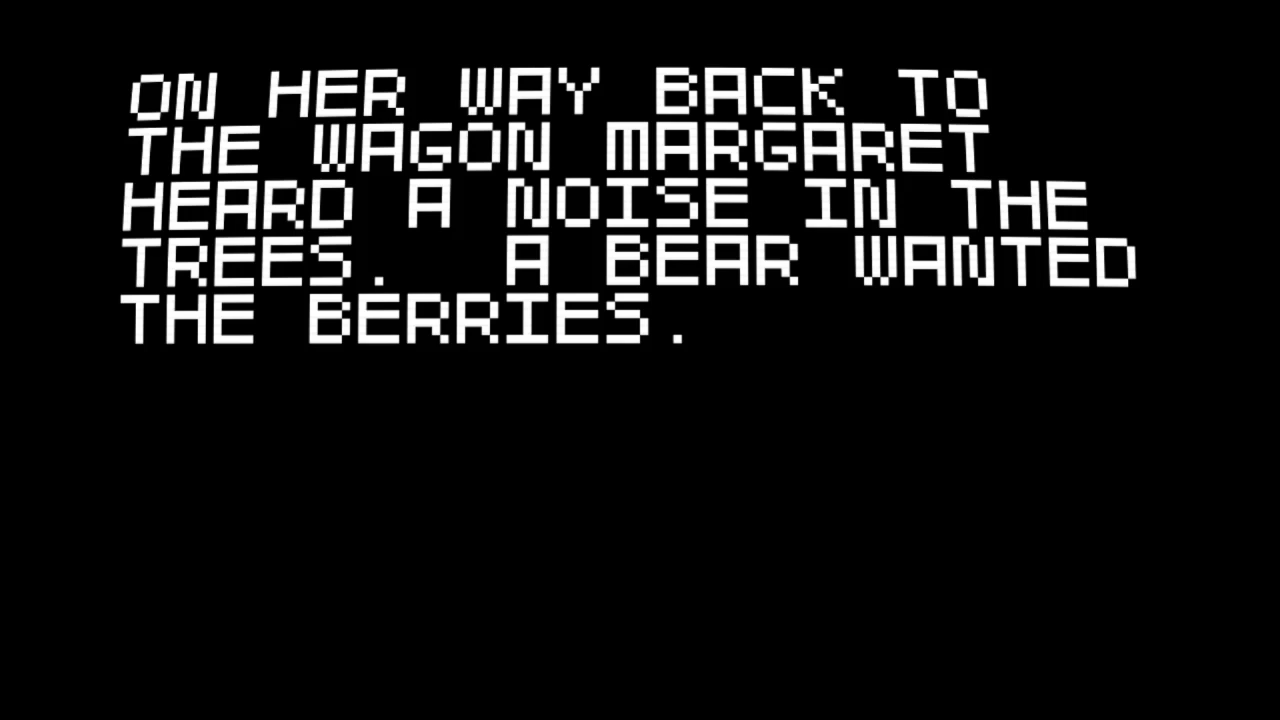 ON HER WAY BACK TO
THE WAGON MARGARET
HEARD A NOISE IN THE
TREES.  A BEAR WANTED
THE BERRIES.